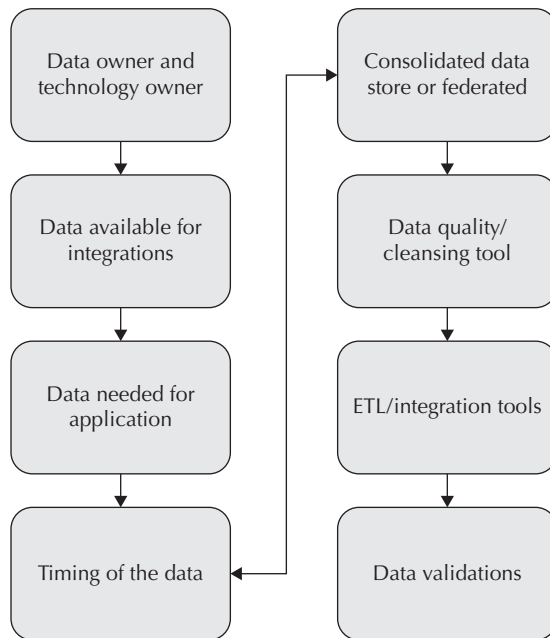 Data owner and
technology owner
Data available for
integrations
Data needed for
application
Timing of the data
Consolidated data
store or federated
Data quality/
cleansing tool
ETL/integration tools
Data validations